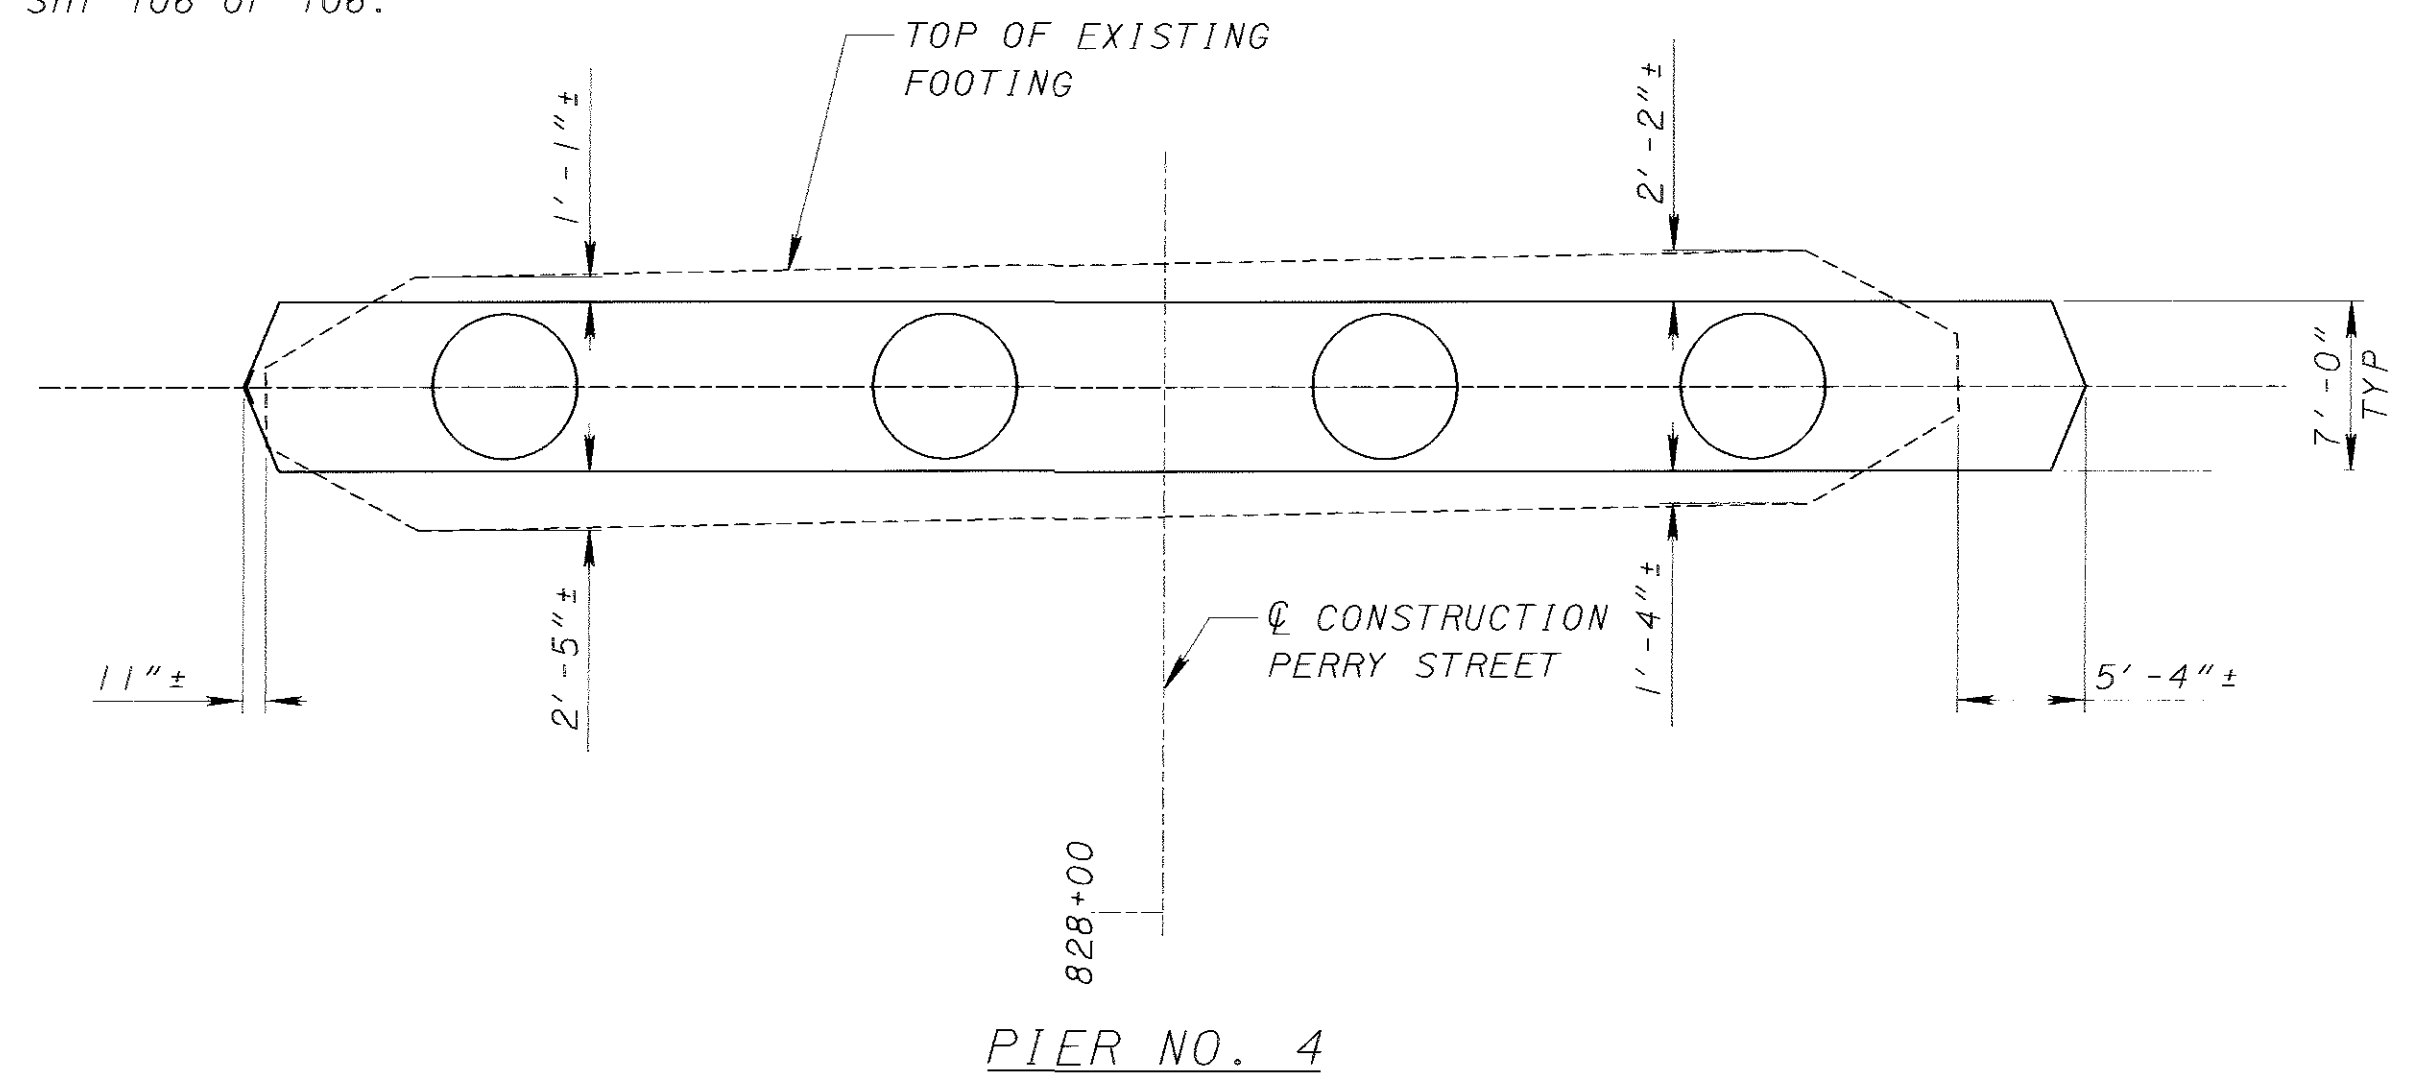 TOP OF EXISTING
FOOTING
1'-1"±
2'-2"±
7'-0"
TYP
℄ CONSTRUCTION
PERRY STREET
11"±
2'-5"±
1'-4"±
5'-4"±
828+00
PIER NO. 4